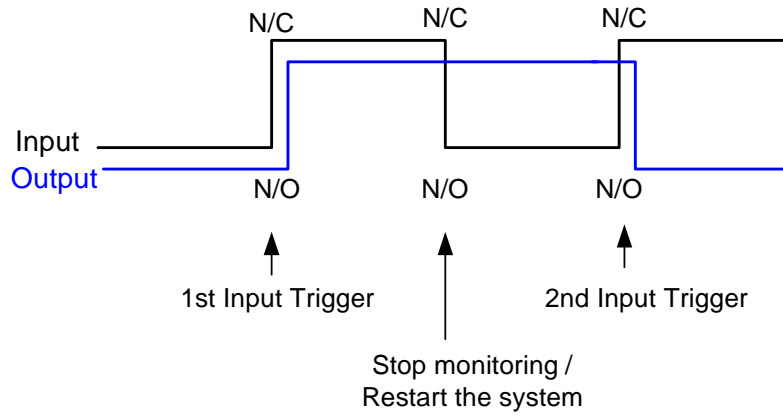 N/C N/C N/C
Input
Output
N/O N/O N/O
1st Input Trigger 2nd Input Trigger
Stop monitoring /
Restart the system